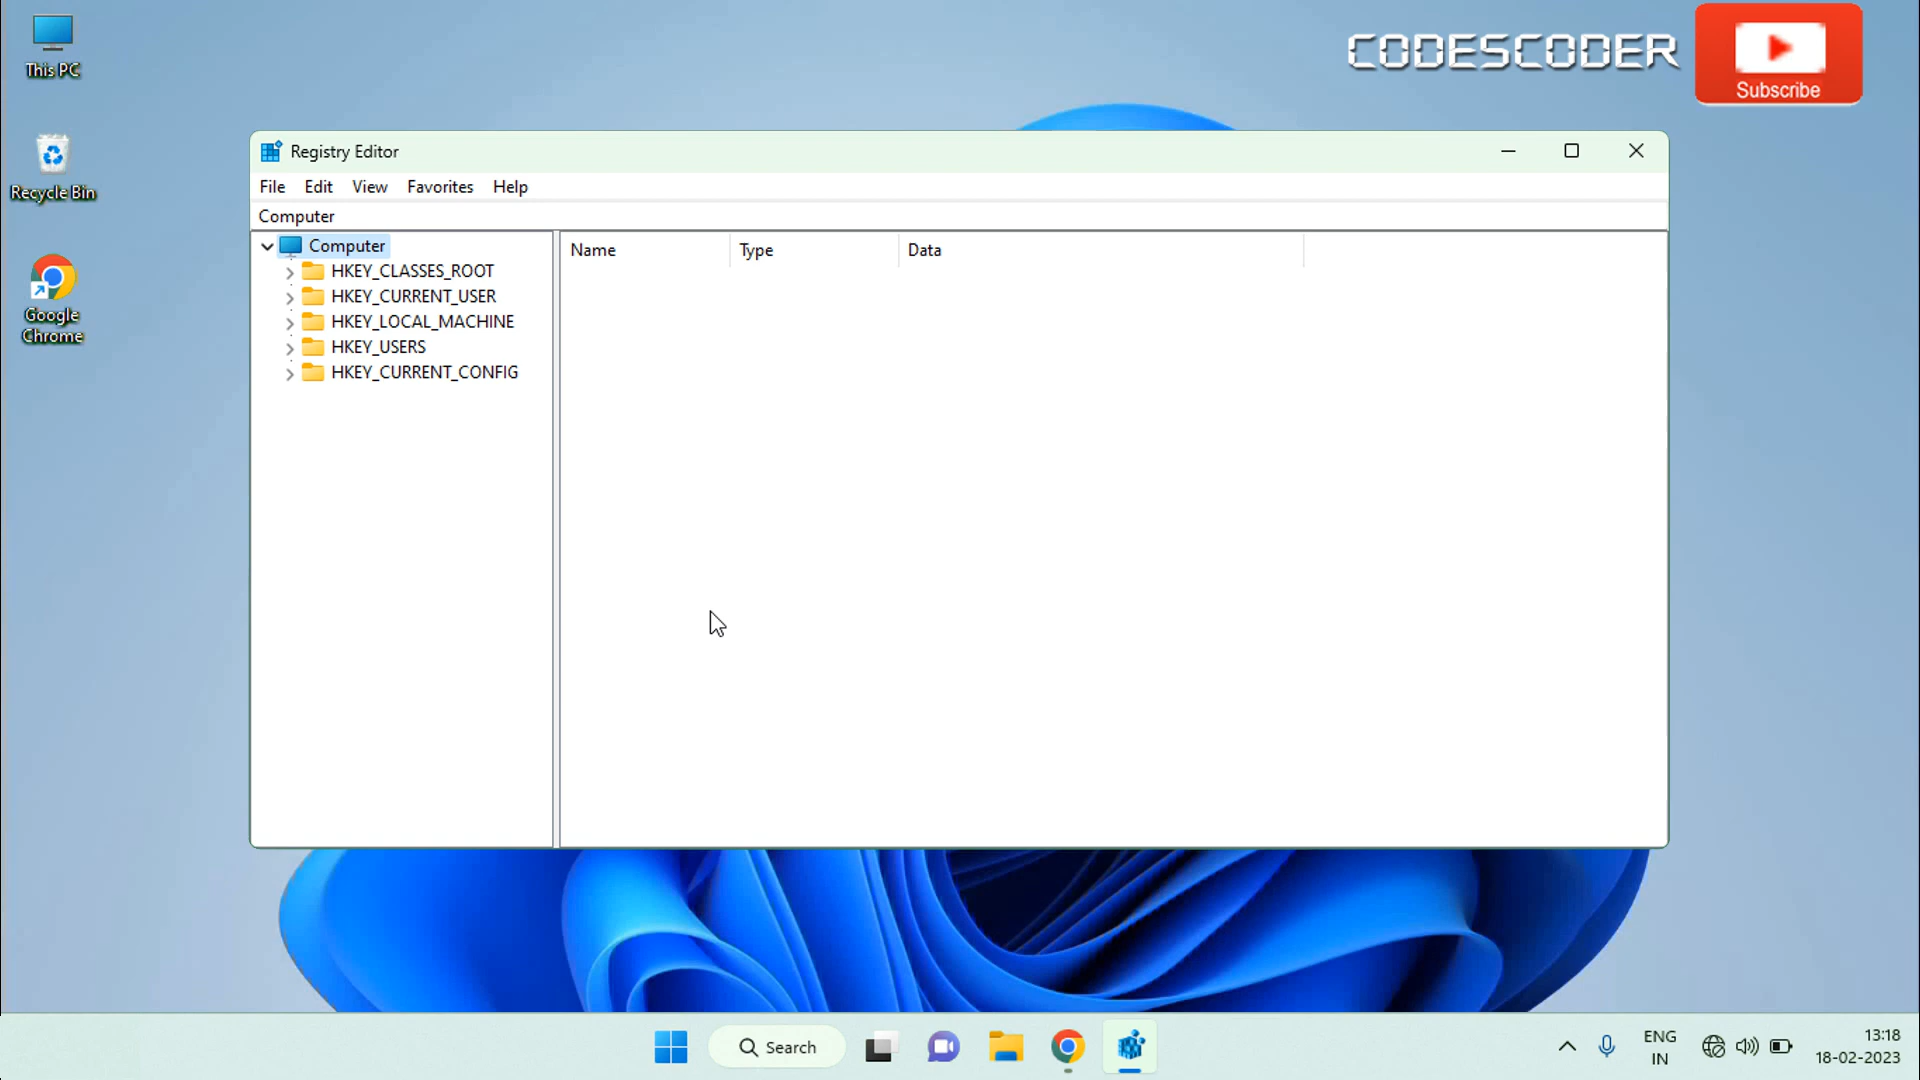 This PC
CODESCODER
Subscribe
Recycle Bin
Google
Chrome
Registry Editor
File Edit View Favorites Help
Computer
Computer
HKEY_CLASSES_ROOT
HKEY_CURRENT_USER
HKEY_LOCAL_MACHINE
HKEY_USERS
HKEY_CURRENT_CONFIG
Name Type Data
Search
ENG
IN
13:18
18-02-2023